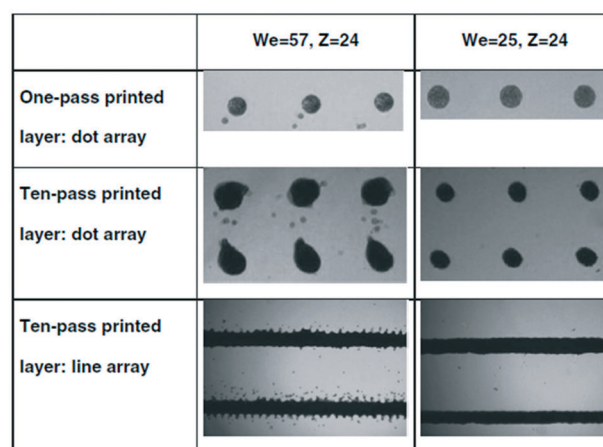 We=57, Z=24
We=25, Z=24
One-pass printed
layer: dot array
Ten-pass printed
layer: dot array
Ten-pass printed
layer: line array